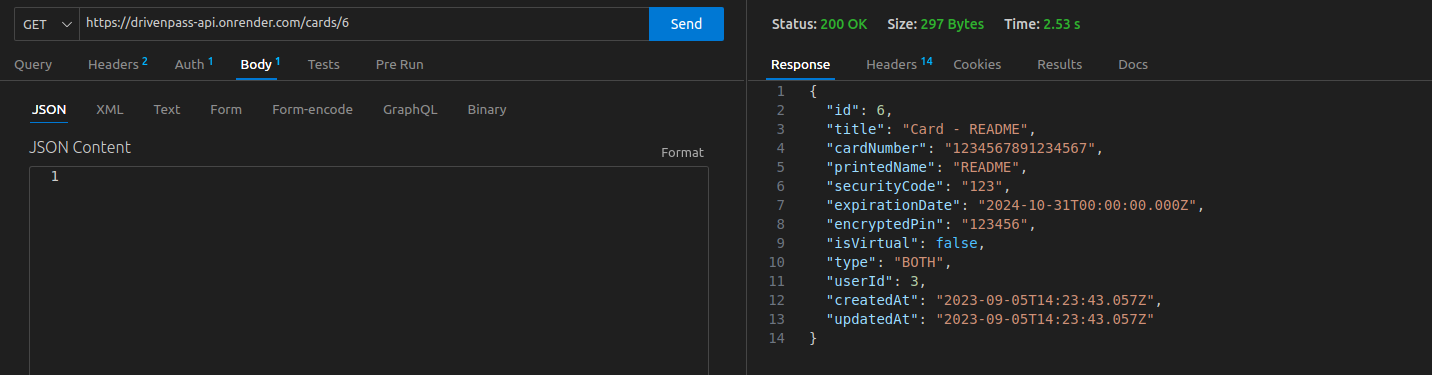 GET https://drivenpass-api.onrender.com/cards/6 Send
Query Headers 2 Auth 1 Body 1 Tests Pre Run
JSON XML Text Form Form-encode GraphQL Binary
JSON Content
Format
1
Status: 200 OK Size: 297 Bytes Time: 2.53 s
Response Headers 14 Cookies Results Docs
1 {
2 "id": 6,
3 "title": "Card - README",
4 "cardNumber": "1234567891234567",
5 "printedName": "README",
6 "securityCode": "123",
7 "expirationDate": "2024-10-31T00:00:00.000Z",
8 "encryptedPin": "123456",
9 "isVirtual": false,
10 "type": "BOTH",
11 "userId": 3,
12 "createdAt": "2023-09-05T14:23:43.057Z",
13 "updatedAt": "2023-09-05T14:23:43.057Z"
14 }